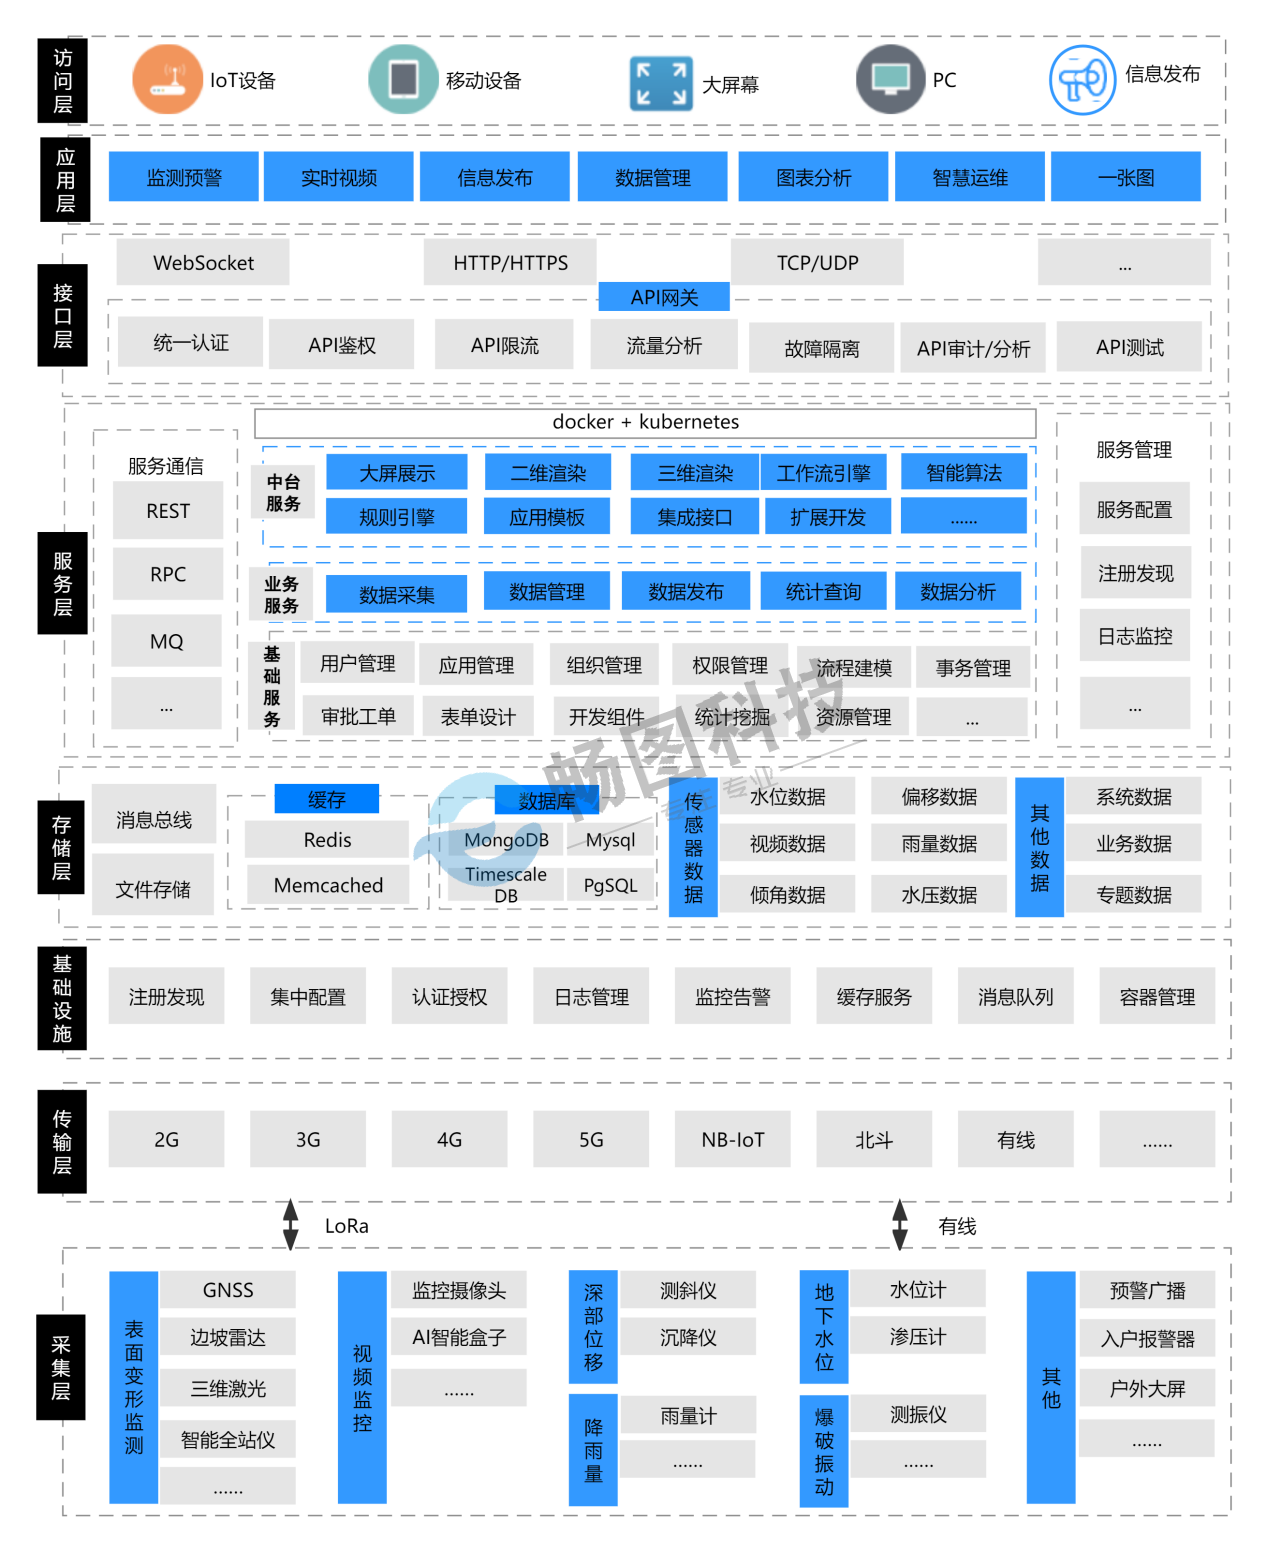 访问层
IoT设备
移动设备
大屏幕
PC
信息发布
应用层
监测预警
实时视频
信息发布
数据管理
图表分析
智慧运维
一张图
接口层
WebSocket
HTTP/HTTPS
TCP/UDP
...
API网关
统一认证
API鉴权
API限流
流量分析
故障隔离
API审计/分析
API测试
服务层
docker + kubernetes
服务通信
REST
RPC
MQ
...
中台
服务
大屏展示
二维渲染
三维渲染
工作流引擎
智能算法
规则引擎
应用模板
集成接口
扩展开发
......
业务
服务
数据采集
数据管理
数据发布
统计查询
数据分析
基础服务
用户管理
应用管理
组织管理
权限管理
流程建模
事务管理
审批工单
表单设计
开发组件
统计挖掘
资源管理
...
服务管理
服务配置
注册发现
日志监控
...
畅图科技
专注 专业
存储层
消息总线
文件存储
缓存
Redis
Memcached
数据库
MongoDB
Mysql
Timescale
DB
PgSQL
传感器数据
水位数据
偏移数据
视频数据
雨量数据
倾角数据
水压数据
其他数据
系统数据
业务数据
专题数据
基础设施
注册发现
集中配置
认证授权
日志管理
监控告警
缓存服务
消息队列
容器管理
传输层
2G
3G
4G
5G
NB-IoT
北斗
有线
......
LoRa
有线
采集层
表面变形监测
GNSS
边坡雷达
三维激光
智能全站仪
......
视频监控
监控摄像头
AI智能盒子
......
深部位移
测斜仪
沉降仪
降雨量
雨量计
......
地下水位
水位计
渗压计
爆破振动
测振仪
......
其他
预警广播
入户报警器
户外大屏
......